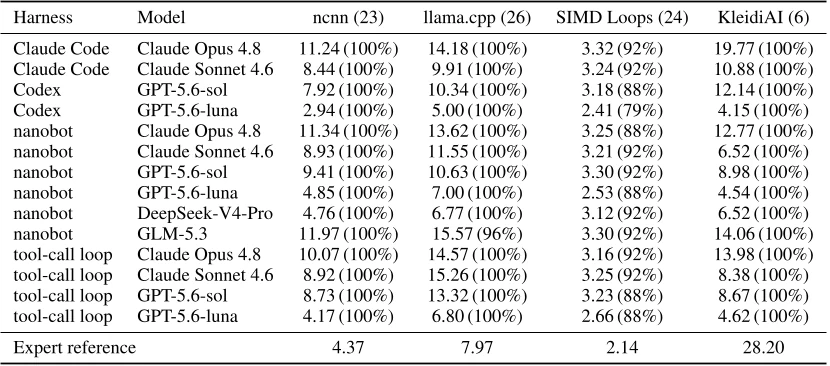 Harness Model ncnn (23) llama.cpp (26) SIMD Loops (24) KleidiAI (6)
Claude Code Claude Opus 4.8 11.24 (100%) 14.18 (100%) 3.32 (92%) 19.77 (100%)
Claude Code Claude Sonnet 4.6 8.44 (100%) 9.91 (100%) 3.24 (92%) 10.88 (100%)
Codex GPT-5.6-sol 7.92 (100%) 10.34 (100%) 3.18 (88%) 12.14 (100%)
Codex GPT-5.6-luna 2.94 (100%) 5.00 (100%) 2.41 (79%) 4.15 (100%)
nanobot Claude Opus 4.8 11.34 (100%) 13.62 (100%) 3.25 (88%) 12.77 (100%)
nanobot Claude Sonnet 4.6 8.93 (100%) 11.55 (100%) 3.21 (92%) 6.52 (100%)
nanobot GPT-5.6-sol 9.41 (100%) 10.63 (100%) 3.30 (92%) 8.98 (100%)
nanobot GPT-5.6-luna 4.85 (100%) 7.00 (100%) 2.53 (88%) 4.54 (100%)
nanobot DeepSeek-V4-Pro 4.76 (100%) 6.77 (100%) 3.12 (92%) 6.52 (100%)
nanobot GLM-5.3 11.97 (100%) 15.57 (96%) 3.30 (92%) 14.06 (100%)
tool-call loop Claude Opus 4.8 10.07 (100%) 14.57 (100%) 3.16 (92%) 13.98 (100%)
tool-call loop Claude Sonnet 4.6 8.92 (100%) 15.26 (100%) 3.25 (92%) 8.38 (100%)
tool-call loop GPT-5.6-sol 8.73 (100%) 13.32 (100%) 3.23 (88%) 8.67 (100%)
tool-call loop GPT-5.6-luna 4.17 (100%) 6.80 (100%) 2.66 (88%) 4.62 (100%)
Expert reference 4.37 7.97 2.14 28.20